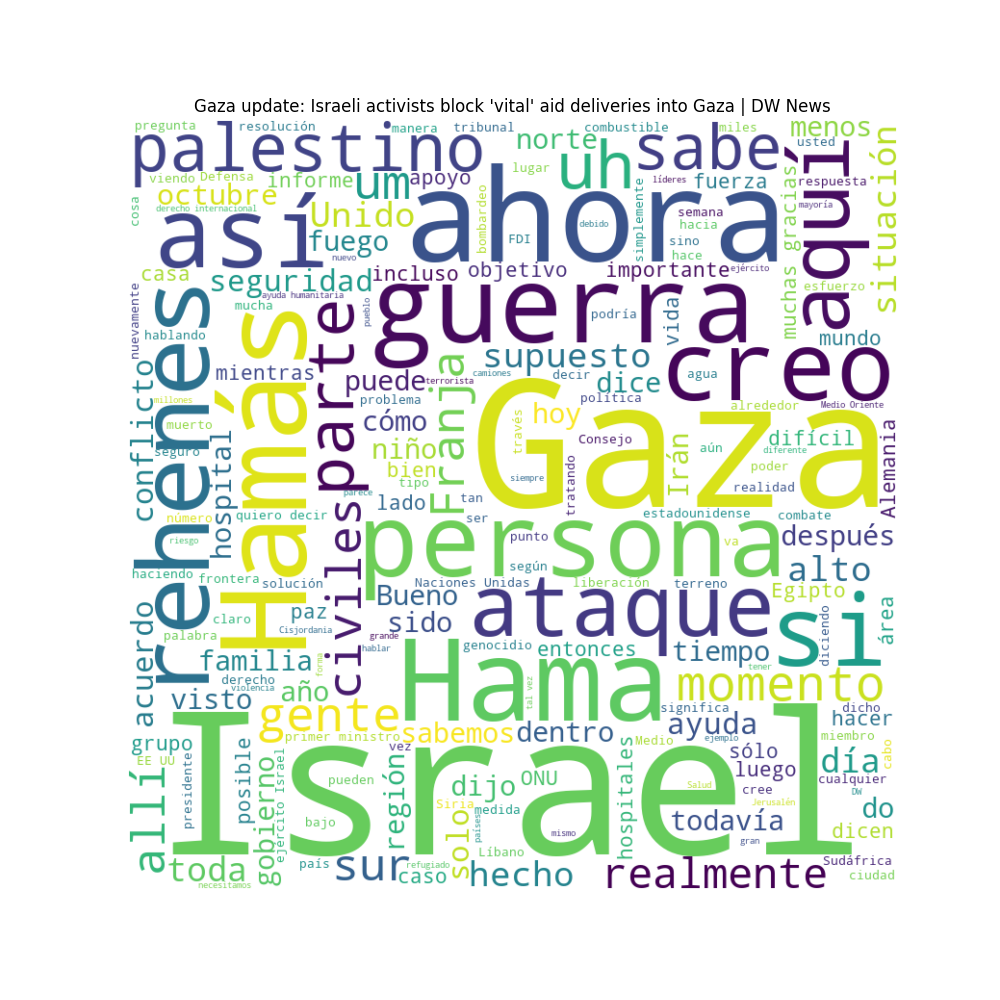 Gaza update: Israeli activists block 'vital' aid deliveries into Gaza | DW News
pregunta
resolución
manera
tribunal
combustible
miles
menos
palestino
norte
sabe
usted
situación
viendo
Defensa
informe
um
apoyo
lugar
uh
líderes
fuerza
muchas gracias
aquí
respuesta
cosa
derecho internacional
octubre
Unido
bombardeo
ahora
debido
simplemente
semana
mayoría
así
fuego
FDI
hacia
sino
hace
nuevo
casa
seguridad
incluso
objetivo
importante
ejército
esfuerzo
nuevamente
rehenes
mucha
ayuda humanitaria
pueblo
guerra
podría
vida
mundo
hablando
Hamás
parte
supuesto
creo
conflicto
mientras
puede
terrorista
camiones
decir
dice
agua
millones
problema
Franja
política
alrededor
Medio Oriente
muerto
cómo
Gaza
hoy
través
Consejo
Irán
aún
difícil
diferente
Alemania
seguro
hospital
niño
bien
tipo
siempre
tratando
poder
realidad
número
quiero decir
parece
lado
tan
ser
estadounidense
combate
riesgo
civiles
persona
punto
va
después
haciendo
frontera
solución
según
Naciones Unidas
liberación
terreno
alto
Egipto
acuerdo
claro
paz
Bueno
sido
ataque
si
área
palabra
Cisjordania
grande
hablar
genocidio
entonces
tiempo
diciendo
familia
forma
Hama
tener
derecho
violencia
visto
año
tal vez
momento
gente
sabemos
dentro
significa
ayuda
dicho
hacer
miembro
grupo
EE UU
primer ministro
vez
Medio
ejemplo
sólo
cabo
allí
presidentes
posible
gobierno
ejército Israel
Israel
pueden
región
dijo
ONU
hospitales
luego
cree
día
cualquier
DW
Siria
medida
Salud
Jerusalén
bajo
solo
países
mismo
todavía
gran
do
dicen
toda
país
sur
refugiado
caso
Líbano
hecho
realmente
Sudáfrica
ciudad
necesitamos